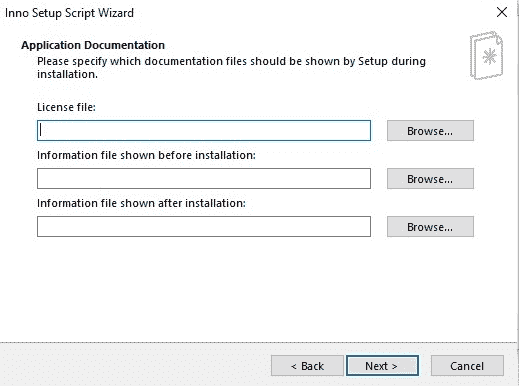 Inno Setup Script Wizard
Application Documentation
Please specify which documentation files should be shown by Setup during
installation.
License file:
Browse...
Information file shown before installation:
Browse...
Information file shown after installation:
Browse...
< Back
Next >
Cancel